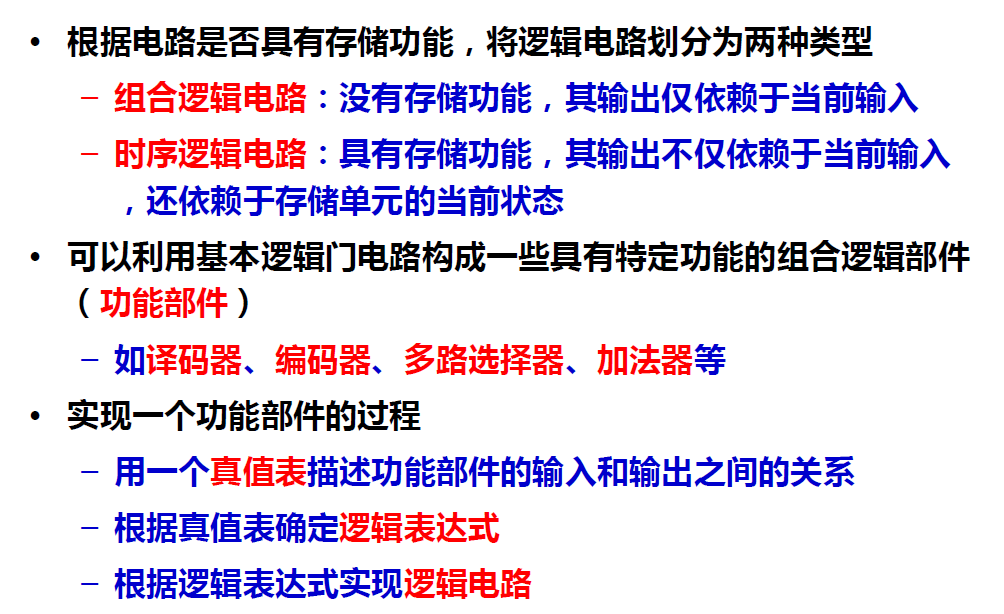 • 根据电路是否具有存储功能，将逻辑电路划分为两种类型
– 组合逻辑电路：没有存储功能，其输出仅依赖于当前输入
– 时序逻辑电路：具有存储功能，其输出不仅依赖于当前输入
，还依赖于存储单元的当前状态
• 可以利用基本逻辑门电路构成一些具有特定功能的组合逻辑部件
（功能部件）
– 如译码器、编码器、多路选择器、加法器等
• 实现一个功能部件的过程
– 用一个真值表描述功能部件的输入和输出之间的关系
– 根据真值表确定逻辑表达式
– 根据逻辑表达式实现逻辑电路